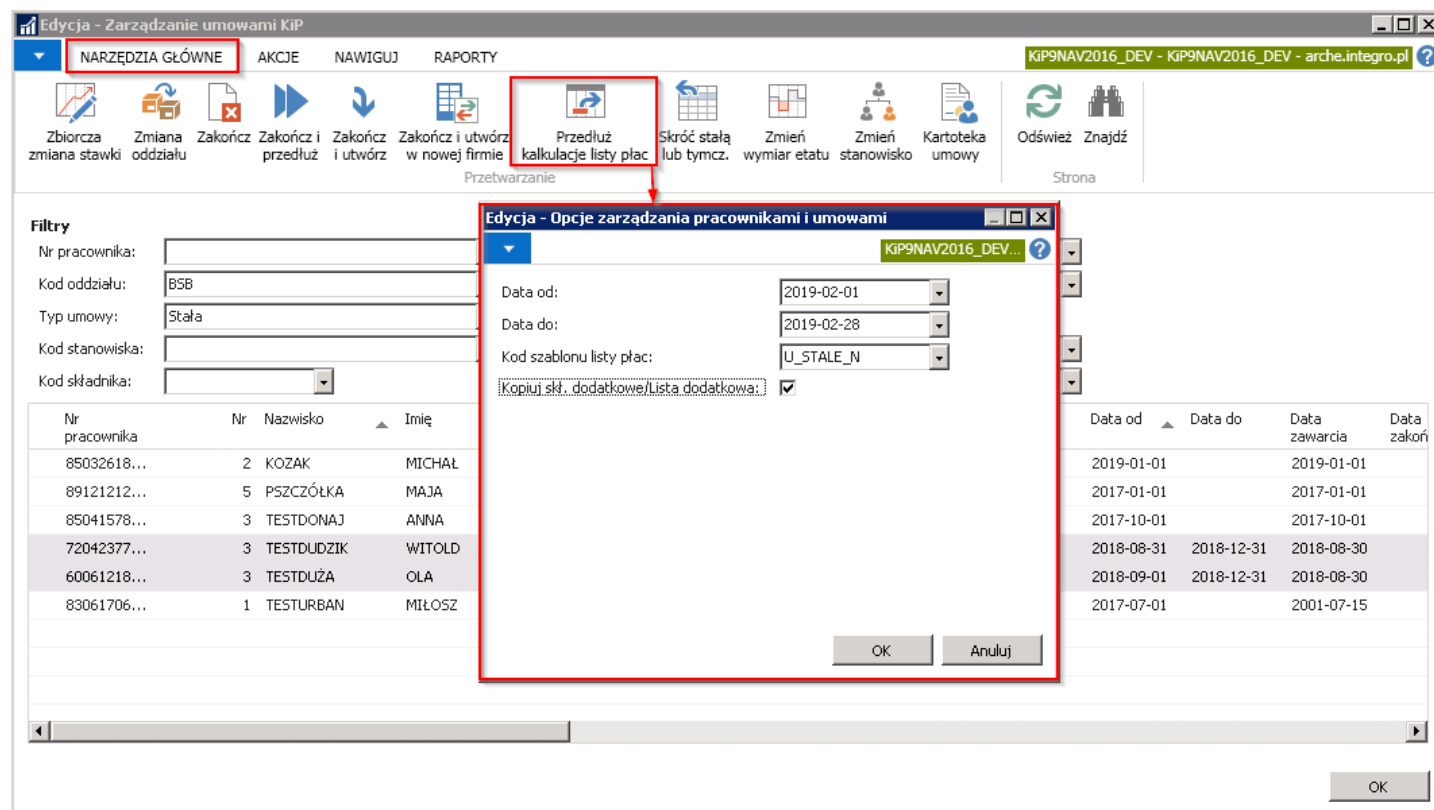 Edycja - Zarządzanie umowami KiP
NARZĘDZIA GŁÓWNE AKCJE NAWIGUJ RAPORTY
KiP9NAV2016_DEV - KiP9NAV2016_DEV - arche.integro.pl
Zbiorcza zmiana stawki
Zmiana oddziału
Zakończ
Zakończ i przedłuż
Zakończ i utwórz
Zakończ i utwórz w nowej firmie
Przedłuż kalkulacje listy płac
Skróć stałą lub tymcz.
Zmień wymiar etatu
Zmień stanowisko
Kartoteka umowy
Odśwież
Znajdź
Przetwarzanie
Strona
Filtry
Nr pracownika:
Kod oddziału: BSB
Typ umowy: Stała
Kod stanowiska:
Kod składnika:
Edycja - Opcje zarządzania pracownikami i umowami
KiP9NAV2016_DEV...
Data od: 2019-02-01
Data do: 2019-02-28
Kod szablonu listy płac: U_STALE_N
Kopiuj skł. dodatkowe/Lista dodatkowa:
OK Anuluj
Nr pracownika Nr Nazwisko Imię Data od Data do Data zawarcia Data zakoń
85032618... 2 KOZAK MICHAŁ 2019-01-01 2019-01-01
89121212... 5 PSZCZÓŁKA MAJA 2017-01-01 2017-01-01
85041578... 3 TESTDONAJ ANNA 2017-10-01 2017-10-01
72042377... 3 TESTDUDZIK WITOLD 2018-08-31 2018-12-31 2018-08-30
60061218... 3 TESTDUŻA OLA 2018-09-01 2018-12-31 2018-08-30
83061706... 1 TESTURBAN MIŁOSZ 2017-07-01 2001-07-15
OK